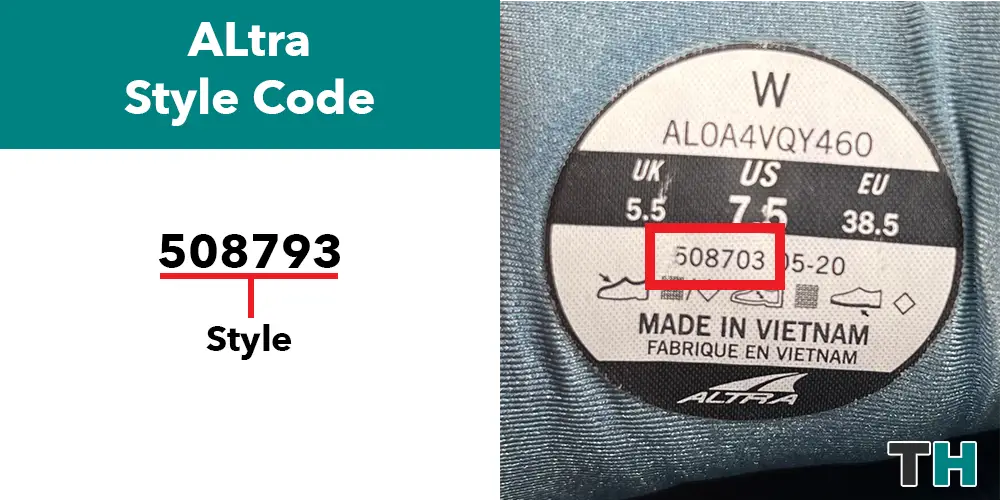 ALtra
Style Code
508793
Style
W
AL0A4VQY460
UK US EU
5.5 7.5 38.5
508703 05-20
MADE IN VIETNAM
FABRIQUE EN VIETNAM
ALTRA
TH